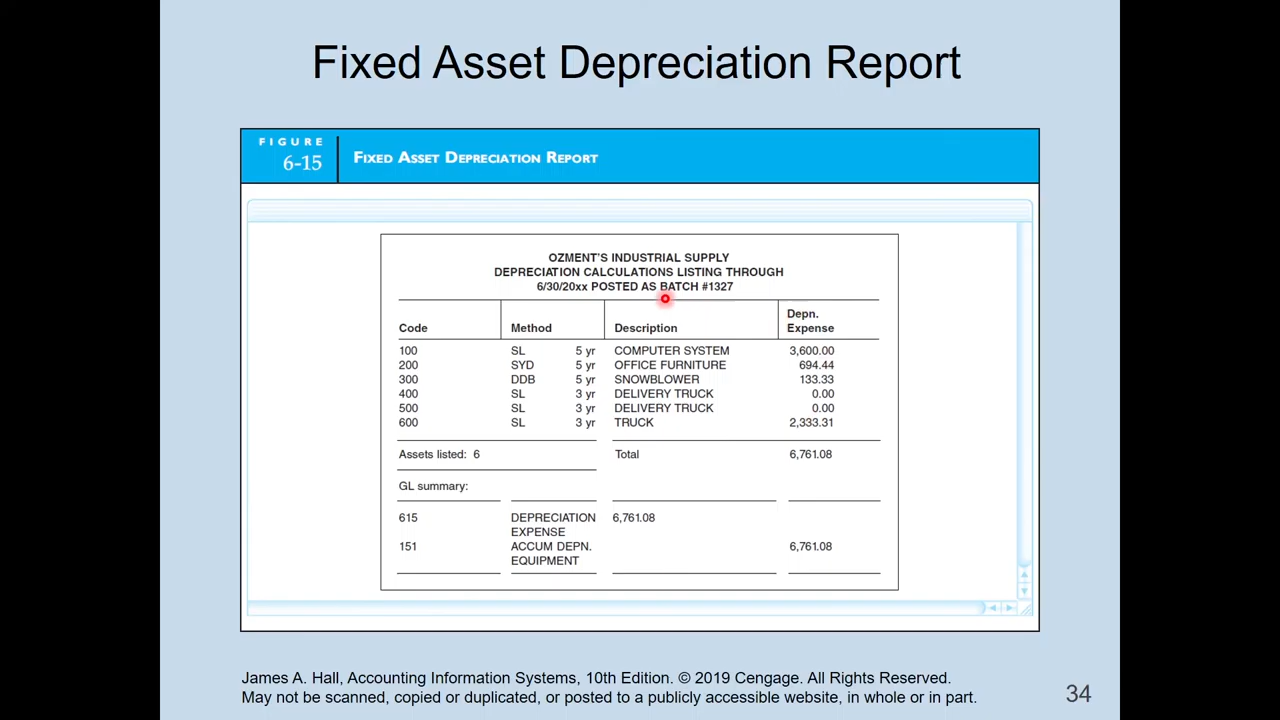 Fixed Asset Depreciation Report
FIGURE
6-15
FIXED ASSET DEPRECIATION REPORT
OZMENT'S INDUSTRIAL SUPPLY
DEPRECIATION CALCULATIONS LISTING THROUGH
6/30/20xx POSTED AS BATCH #1327
Depn.
Code Method Description Expense
100 SL 5 yr COMPUTER SYSTEM 3,600.00
200 SYD 5 yr OFFICE FURNITURE 694.44
300 DDB 5 yr SNOWBLOWER 133.33
400 SL 3 yr DELIVERY TRUCK 0.00
500 SL 3 yr DELIVERY TRUCK 0.00
600 SL 3 yr TRUCK 2,333.31
Assets listed: 6 Total 6,761.08
GL summary:
615 DEPRECIATION 6,761.08
EXPENSE
151 ACCUM DEPN. 6,761.08
EQUIPMENT
James A. Hall, Accounting Information Systems, 10th Edition. © 2019 Cengage. All Rights Reserved.
May not be scanned, copied or duplicated, or posted to a publicly accessible website, in whole or in part.
34